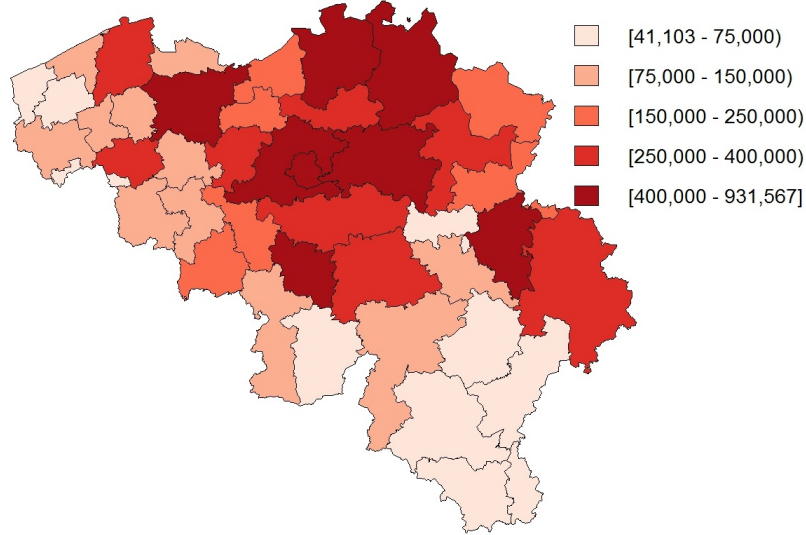 [41,103 - 75,000)
[75,000 - 150,000)
[150,000 - 250,000)
[250,000 - 400,000)
[400,000 - 931,567]